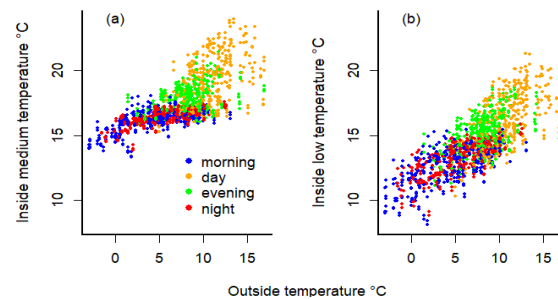 (a)
(b)
Inside medium temperature °C
20
15
10
morning
day
evening
night
0
5
10
15
Inside low temperature °C
20
15
10
0
5
10
15
Outside temperature °C